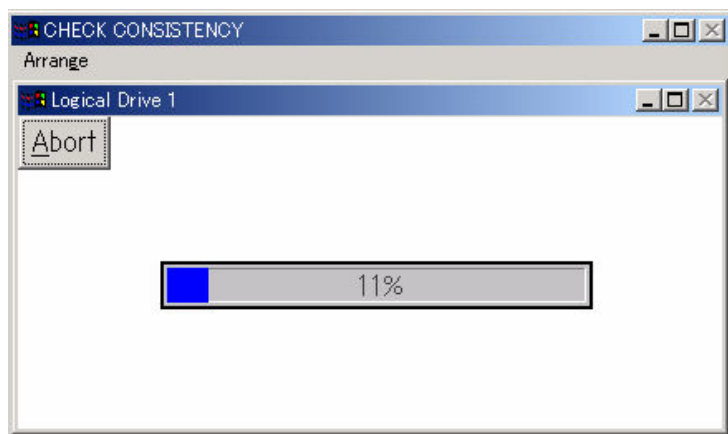 CHECK CONSISTENCY
Arrange
Logical Drive 1
Abort
11%